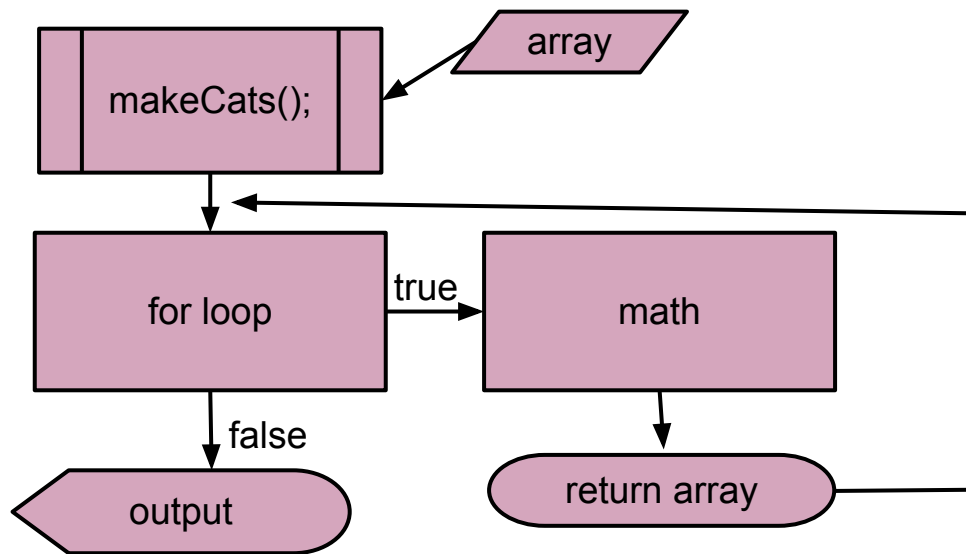 array
makeCats();
for loop
true
math
false
output
return array